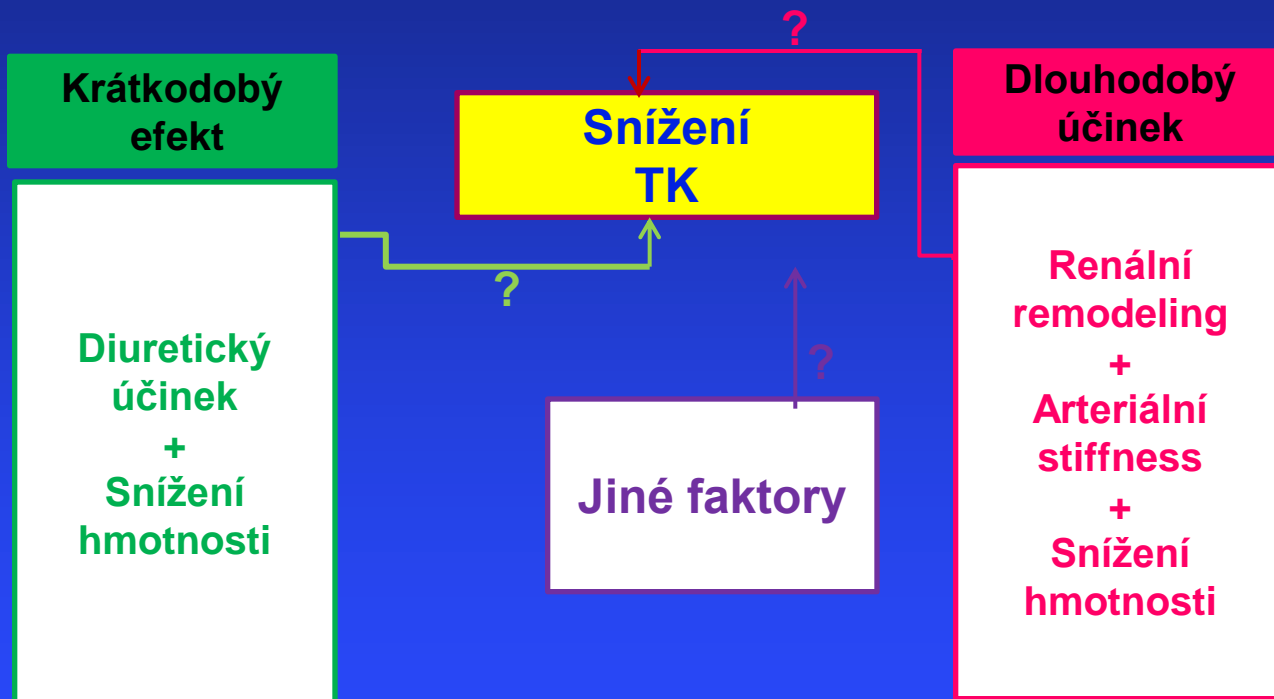 Krátkodobý
efekt
Diuretický
účinek
+
Snížení
hmotnosti
?
Snížení
TK
?
?
Jiné faktory
Dlouhodobý
účinek
Renální
remodeling
+
Arteriální
stiffness
+
Snížení
hmotnosti